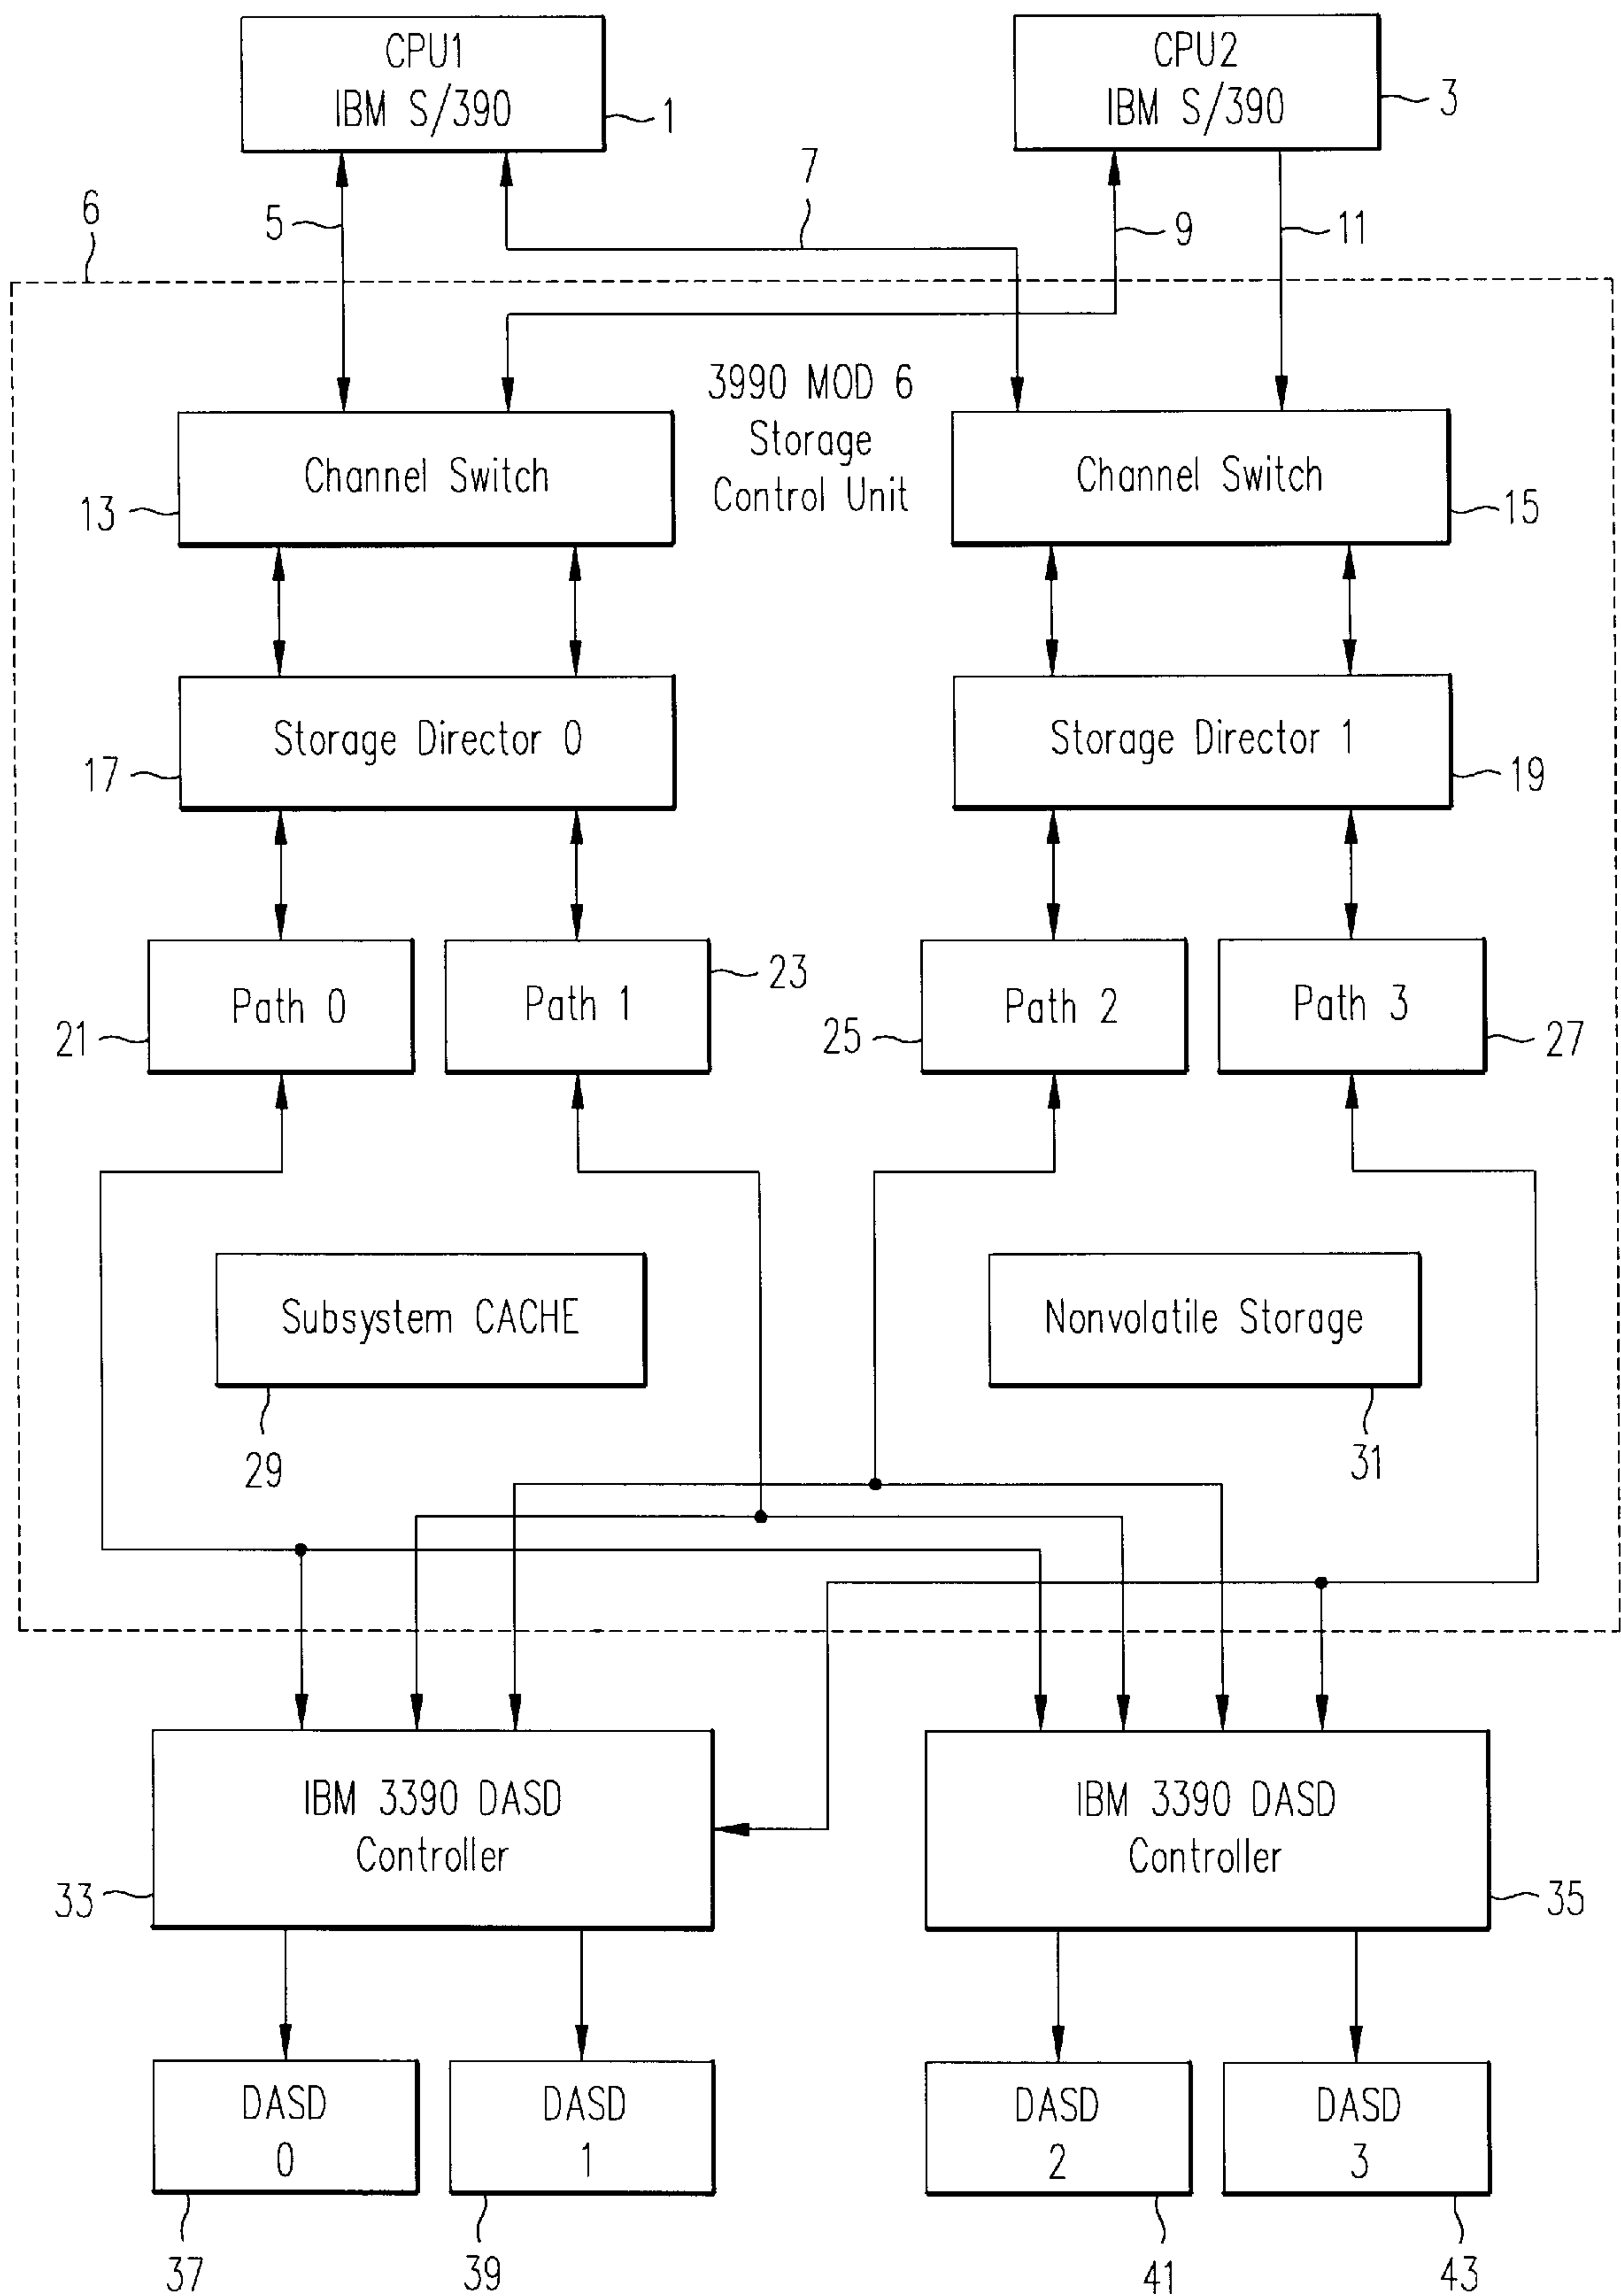 CPU1
IBM S/390
1
CPU2
IBM S/390
3
7
6
5
9
11
3990 MOD 6
Storage
Control Unit
Channel Switch
13
Channel Switch
15
Storage Director 0
17
Storage Director 1
19
Path 0
21
Path 1
23
Path 2
25
Path 3
27
Subsystem CACHE
29
Nonvolatile Storage
31
IBM 3390 DASD
Controller
33
IBM 3390 DASD
Controller
35
DASD
0
37
DASD
1
39
DASD
2
41
DASD
3
43